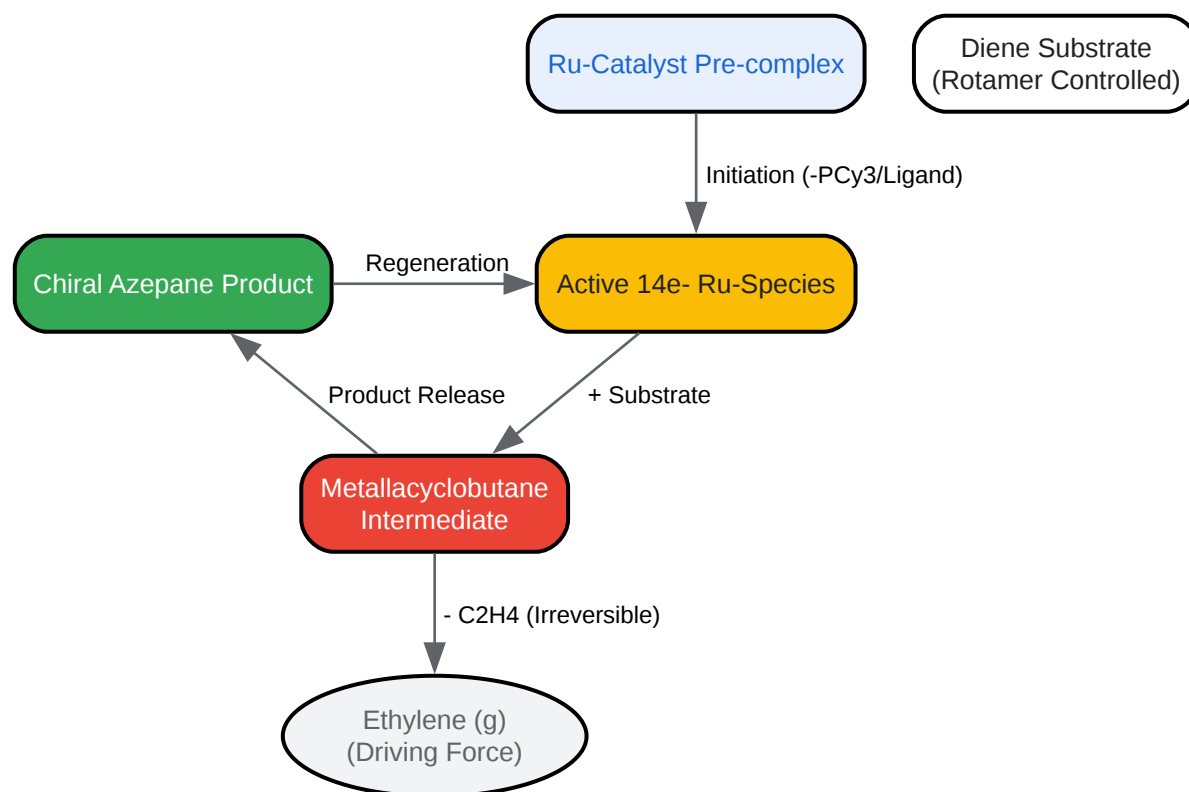 Ru-Catalyst Pre-complex
Diene Substrate
(Rotamer Controlled)
Initiation (-PCy3/Ligand)
Chiral Azepane Product
Regeneration
Active 14e- Ru-Species
Product Release
+ Substrate
Metallacyclobutane
Intermediate
- C2H4 (Irreversible)
Ethylene (g)
(Driving Force)